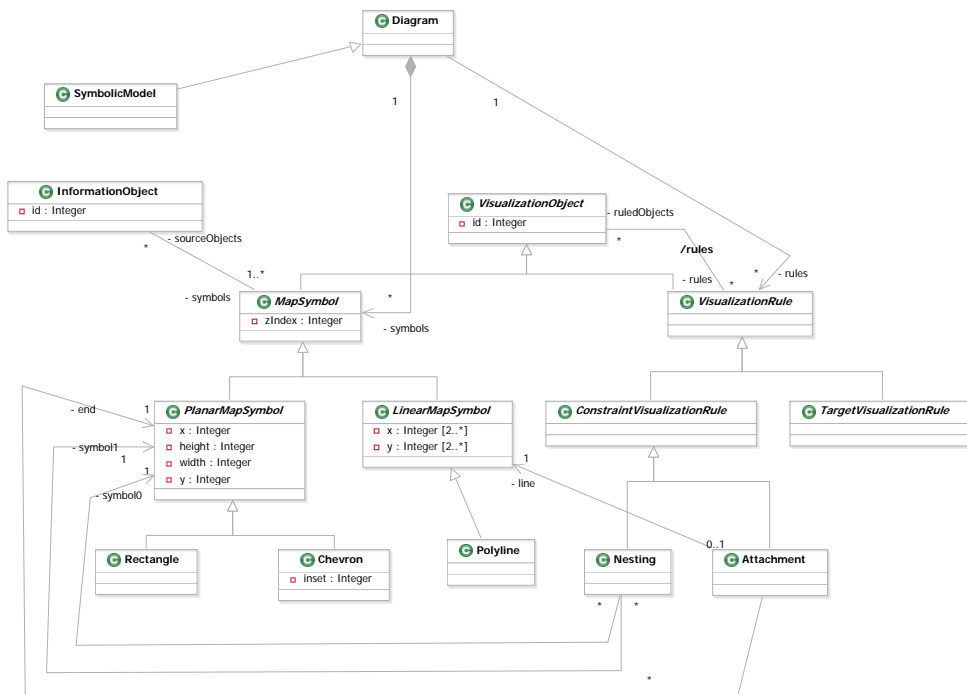 C Diagram
C SymbolicModel
1
1
C InformationObject
id : Integer
- sourceObjects
*
1..*
- symbols
C VisualizationObject
id : Integer
- ruledObjects
*
/rules
- rules
*
*
- rules
C MapSymbol
zIndex : Integer
*
- symbols
C VisualizationRule
- end
1
- symbol1
1
1
- symbol0
C PlanarMapSymbol
x : Integer
height : Integer
width : Integer
y : Integer
C LinearMapSymbol
x : Integer [2..*]
y : Integer [2..*]
1
- line
C ConstraintVisualizationRule
C TargetVisualizationRule
0..1
C Rectangle
C Chevron
inset : Integer
C Polyline
C Nesting
C Attachment
*
*
*